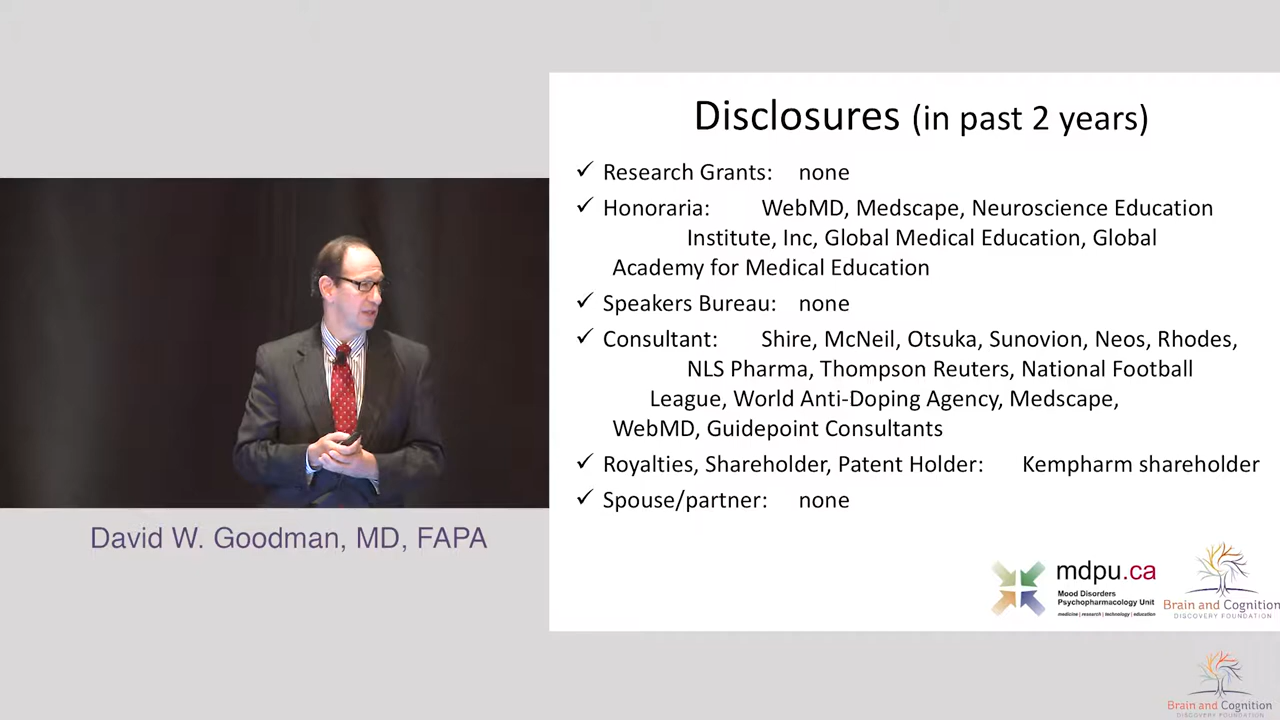 Disclosures (in past 2 years)
✓ Research Grants: none
✓ Honoraria: WebMD, Medscape, Neuroscience Education
Institute, Inc, Global Medical Education, Global
Academy for Medical Education
✓ Speakers Bureau: none
✓ Consultant: Shire, McNeil, Otsuka, Sunovion, Neos, Rhodes,
NLS Pharma, Thompson Reuters, National Football
League, World Anti-Doping Agency, Medscape,
WebMD, Guidepoint Consultants
✓ Royalties, Shareholder, Patent Holder: Kempharm shareholder
✓ Spouse/partner: none
David W. Goodman, MD, FAPA
mdpu.ca
Mood Disorders
Psychopharmacology Unit
medicine | research | technology | education
Brain and Cognition
DISCOVERY FOUNDATION
Brain and Cognition
DISCOVERY FOUNDATION